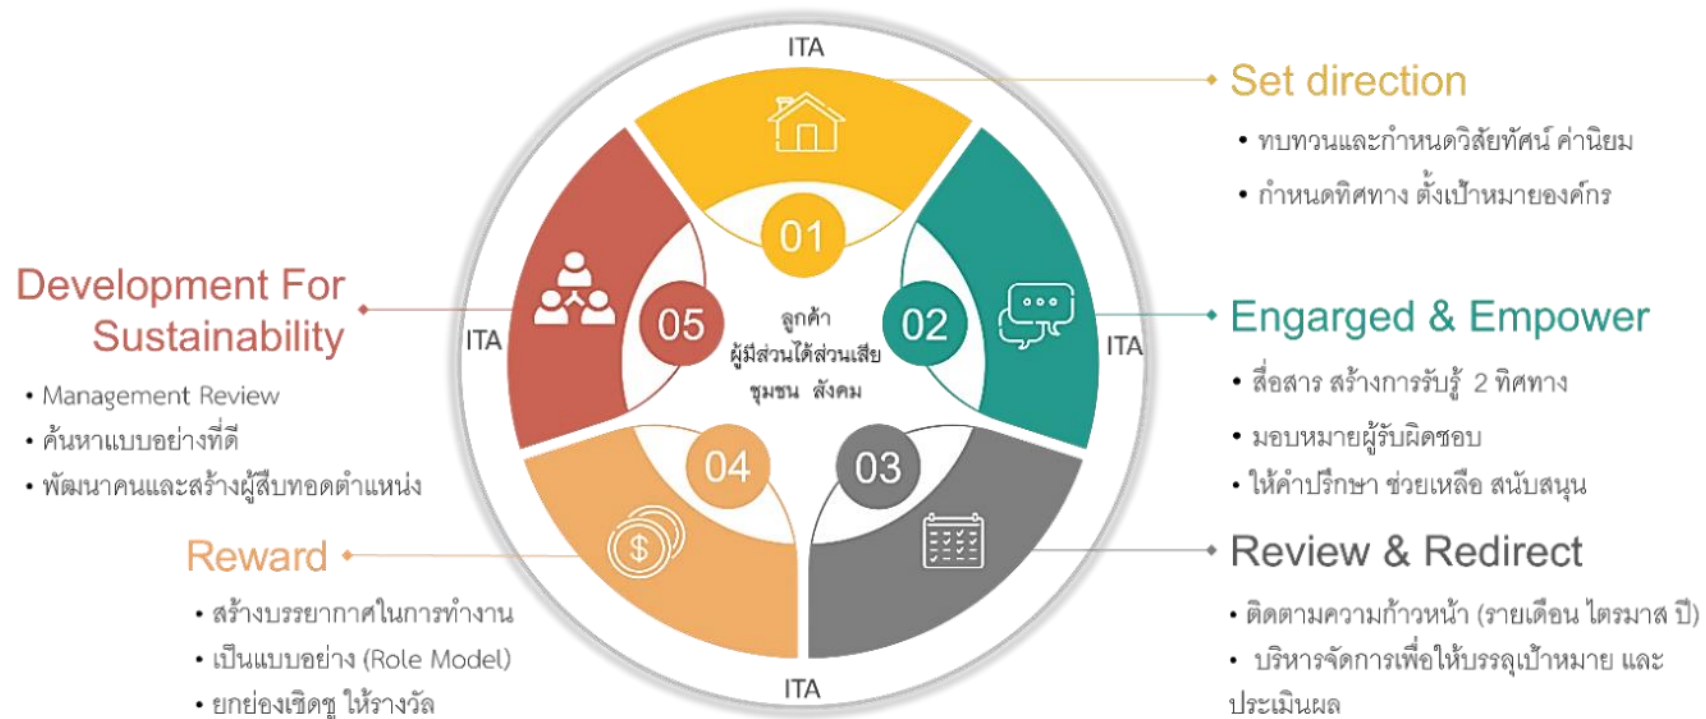 ITA
Set direction
• ทบทวนและกำหนดวิสัยทัศน์ ค่านิยม
• กำหนดทิศทาง ตั้งเป้าหมายองค์กร
01
02
03
04
05
ลูกค้า
ผู้มีส่วนได้ส่วนเสีย
ชุมชน สังคม
ITA
Engarged & Empower
• สื่อสาร สร้างการรับรู้ 2 ทิศทาง
• มอบหมายผู้รับผิดชอบ
• ให้คำปรึกษา ช่วยเหลือ สนับสนุน
Review & Redirect
• ติดตามความก้าวหน้า (รายเดือน ไตรมาส ปี)
• บริหารจัดการเพื่อให้บรรลุเป้าหมาย และ
ประเมินผล
ITA
Reward
• สร้างบรรยากาศในการทำงาน
• เป็นแบบอย่าง (Role Model)
• ยกย่องเชิดชู ให้รางวัล
ITA
Development For
Sustainability
• Management Review
• ค้นหาแบบอย่างที่ดี
• พัฒนาคนและสร้างผู้สืบทอดตำแหน่ง
$